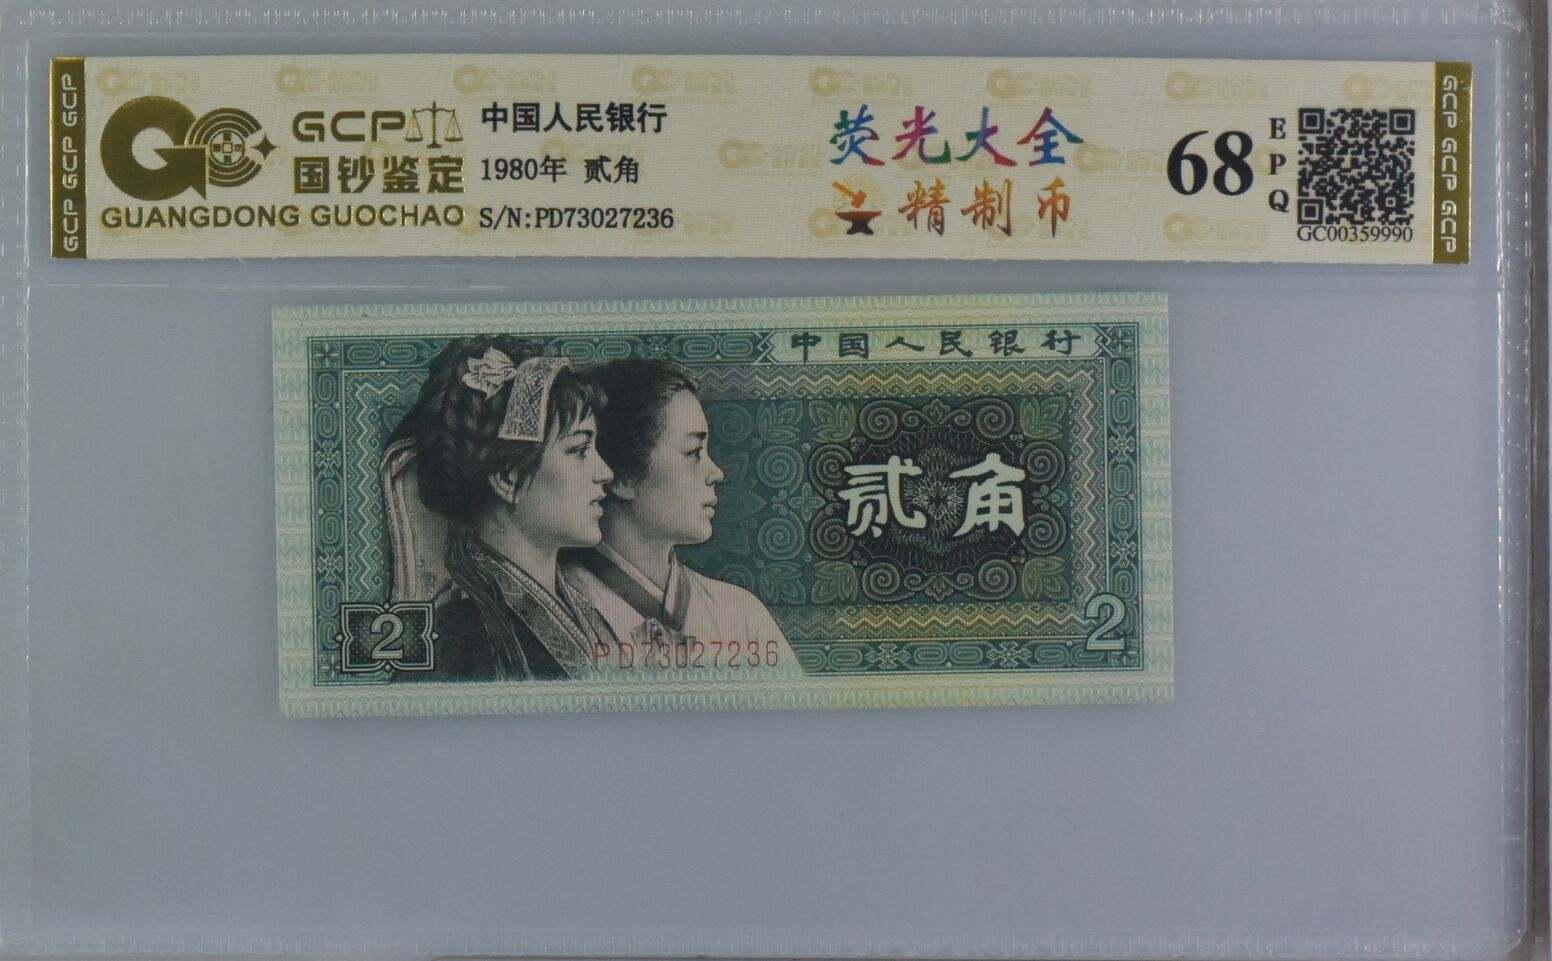 GCP GCP GCP
GCP
国钞鉴定
GUANGDONG GUOCHAO
中国人民银行
1980年 贰角
S/N:PD73027236
荧光大全
精制币
68
EPQ
GC00359990
GCP GCP GCP
中国人民银行
贰角
2
2
PD73027236